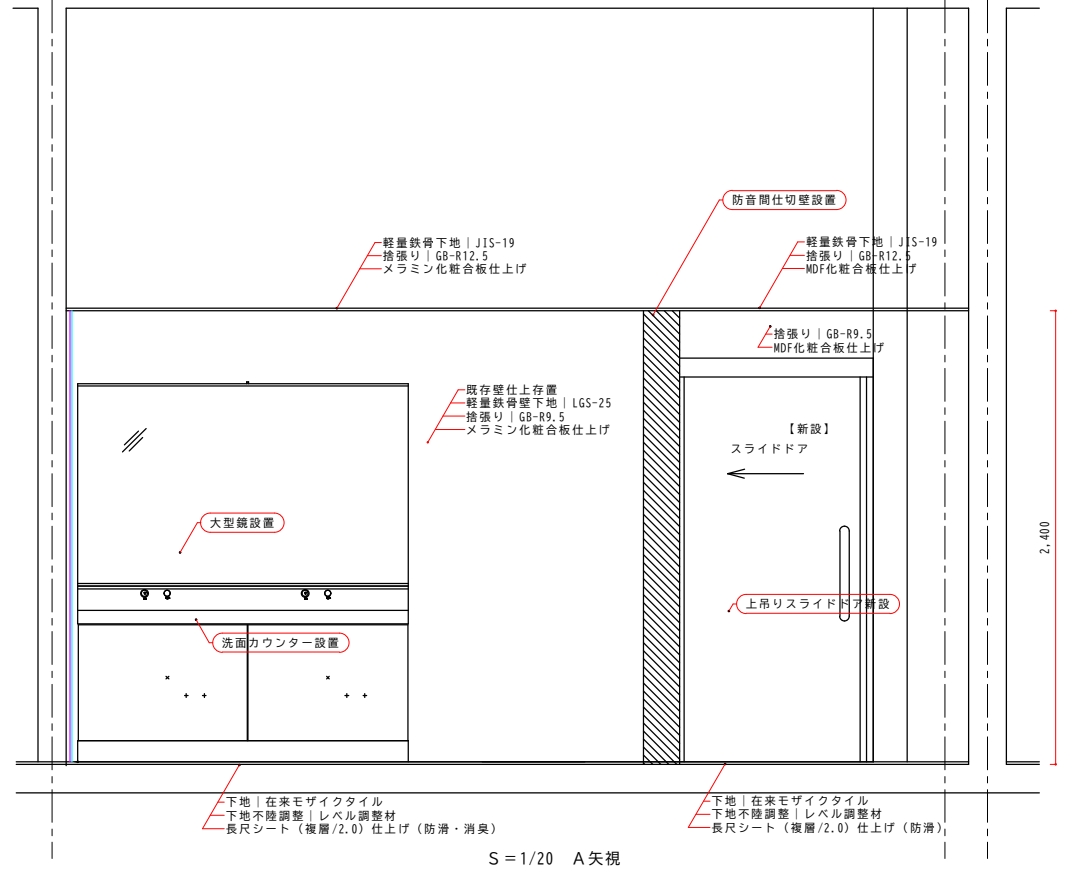 防音間仕切壁設置
軽量鉄骨下地｜JIS-19
捨張り｜GB-R12.5
メラミン化粧合板仕上げ
軽量鉄骨下地｜JIS-19
捨張り｜GB-R12.5
MDF化粧合板仕上げ
捨張り｜GB-R9.5
MDF化粧合板仕上げ
既存壁仕上存置
軽量鉄骨壁下地｜LGS-25
捨張り｜GB-R9.5
メラミン化粧合板仕上げ
【新設】
スライドドア
大型鏡設置
2,400
上吊りスライドドア新設
洗面カウンター設置
下地｜在来モザイクタイル
下地不陸調整｜レベル調整材
長尺シート（複層/2.0）仕上げ（防滑・消臭）
下地｜在来モザイクタイル
下地不陸調整｜レベル調整材
長尺シート（複層/2.0）仕上げ（防滑）
S=1/20　A矢視